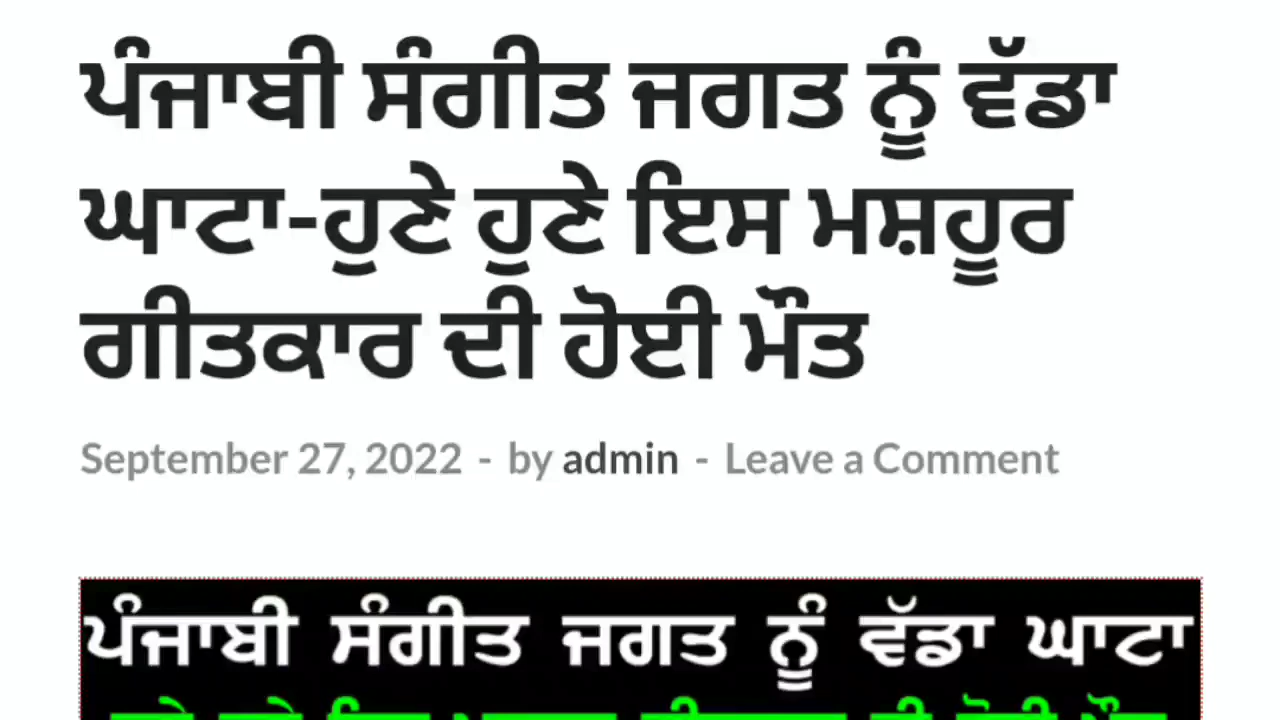 ਪੰਜਾਬੀ ਸੰਗੀਤ ਜਗਤ ਨੂੰ ਵੱਡਾ
ਘਾਟਾ-ਹੁਣੇ ਹੁਣੇ ਇਸ ਮਸ਼ਹੂਰ
ਗੀਤਕਾਰ ਦੀ ਹੋਈ ਮੌਤ
September 27, 2022 - by admin - Leave a Comment
ਪੰਜਾਬੀ ਸੰਗੀਤ ਜਗਤ ਨੂੰ ਵੱਡਾ ਘਾਟਾ